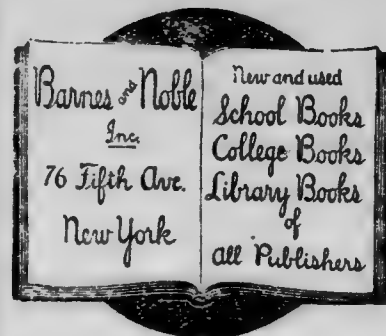 Barnes and Noble
Inc.
76 Fifth Ave.
New York
New and used
School Books
College Books
Library Books
of
All Publishers